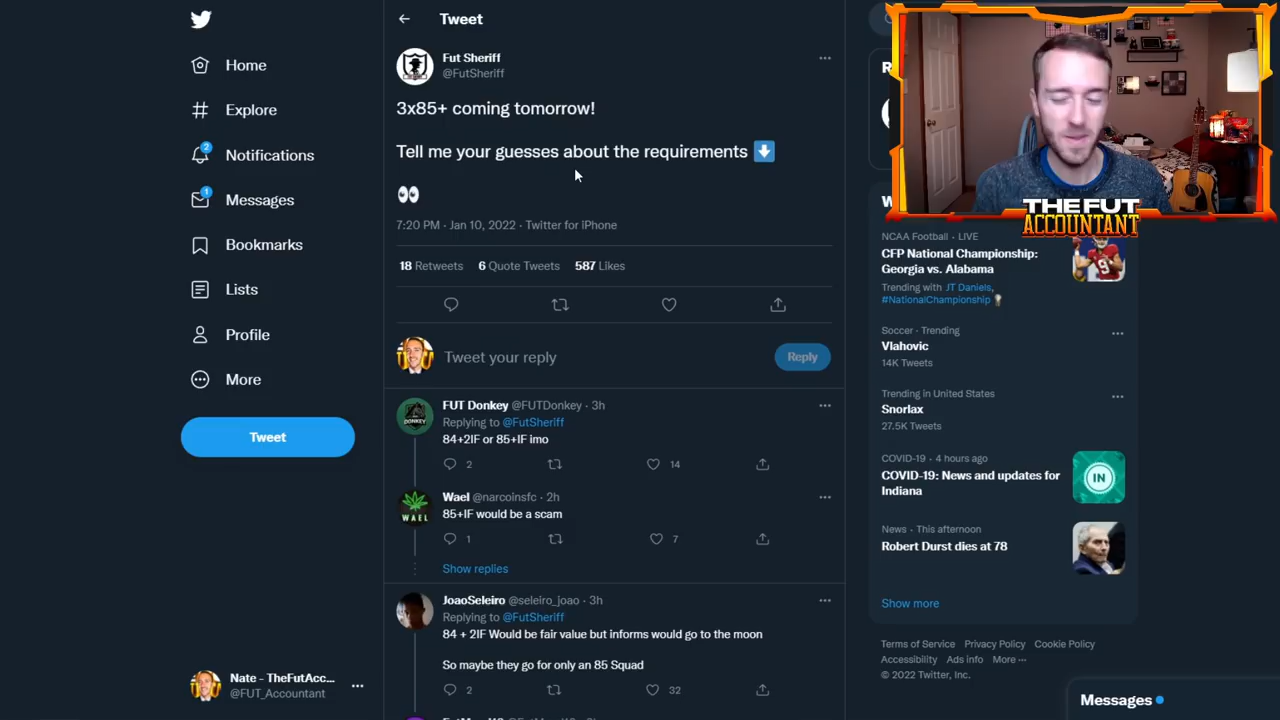 Home
Explore
2
Notifications
1
Messages
Bookmarks
Lists
Profile
More
Tweet
Nate - TheFutAcc...
@FUT_Accountant
Tweet
Fut Sheriff
@FutSheriff
3x85+ coming tomorrow!
Tell me your guesses about the requirements
7:20 PM · Jan 10, 2022 · Twitter for iPhone
18 Retweets 6 Quote Tweets 587 Likes
Tweet your reply
Reply
FUT Donkey @FUTDonkey · 3h
Replying to @FutSheriff
84+2IF or 85+IF imo
2
14
DONKEY
Wael @narcoinsfc · 2h
85+IF would be a scam
1
7
WAEL
Show replies
JoaoSeleiro @seleiro_joao · 3h
Replying to @FutSheriff
84 + 2IF Would be fair value but informs would go to the moon
So maybe they go for only an 85 Squad
2
32
THE FUT
ACCOUNTANT
NCAA Football · LIVE
CFP National Championship:
Georgia vs. Alabama
Trending with JT Daniels,
#NationalChampionship
Soccer · Trending
Vlahovic
14K Tweets
Trending in United States
Snorlax
27.5K Tweets
COVID-19 · 4 hours ago
COVID-19: News and updates for
Indiana
IN
News · This afternoon
Robert Durst dies at 78
Show more
Terms of Service Privacy Policy Cookie Policy
Accessibility Ads info More ···
© 2022 Twitter, Inc.
Messages